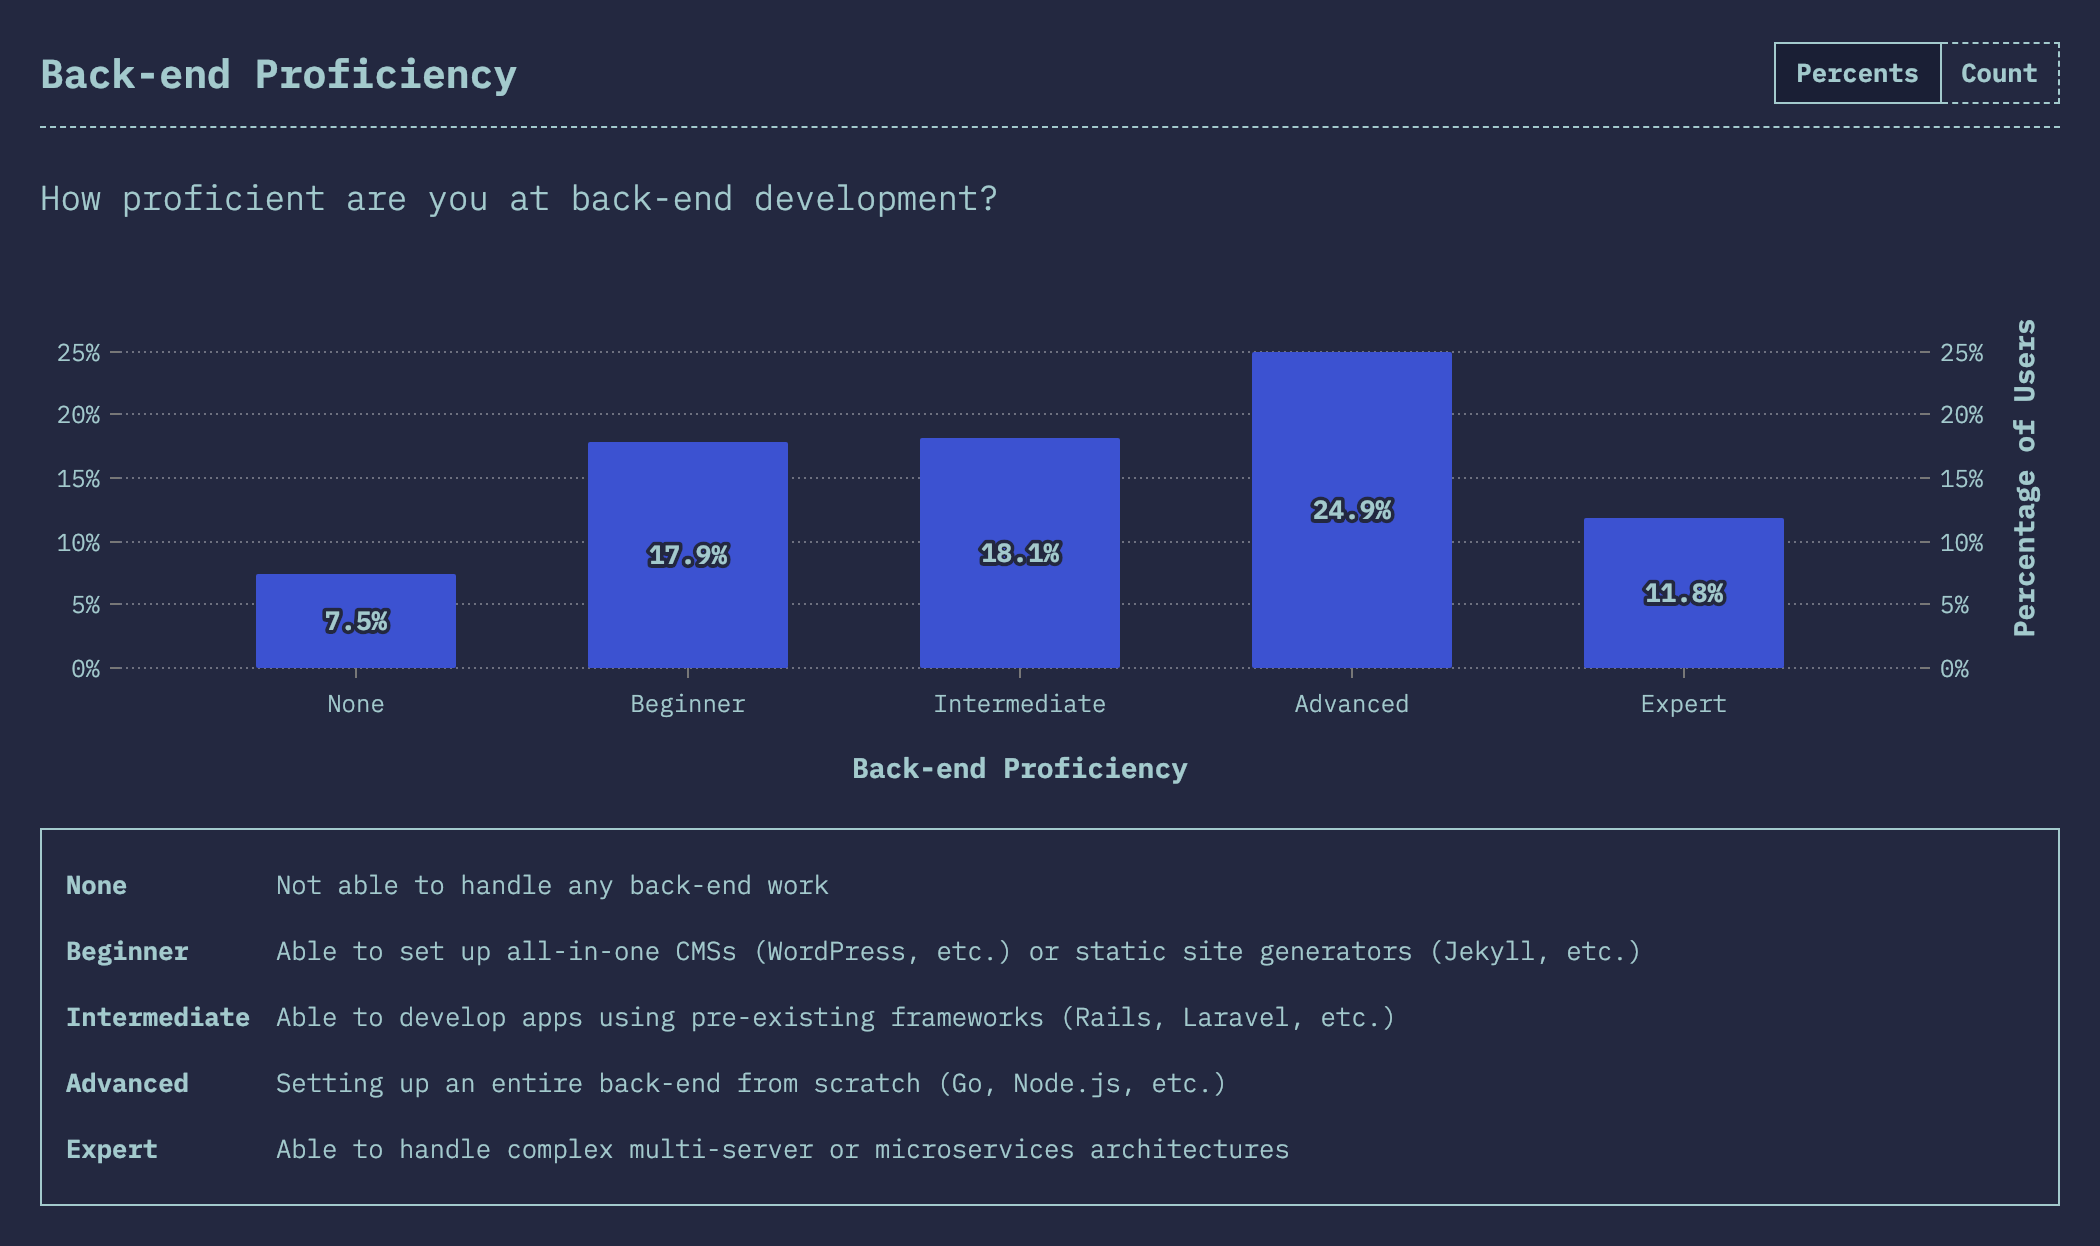 Back-end Proficiency
Percents Count
How proficient are you at back-end development?
25% 25%
20% 20%
15% 15%
10% 10%
5% 5%
0% 0%
Percentage of Users
7.5% 17.9% 18.1% 24.9% 11.8%
None Beginner Intermediate Advanced Expert
Back-end Proficiency
None Not able to handle any back-end work
Beginner Able to set up all-in-one CMSs (WordPress, etc.) or static site generators (Jekyll, etc.)
Intermediate Able to develop apps using pre-existing frameworks (Rails, Laravel, etc.)
Advanced Setting up an entire back-end from scratch (Go, Node.js, etc.)
Expert Able to handle complex multi-server or microservices architectures